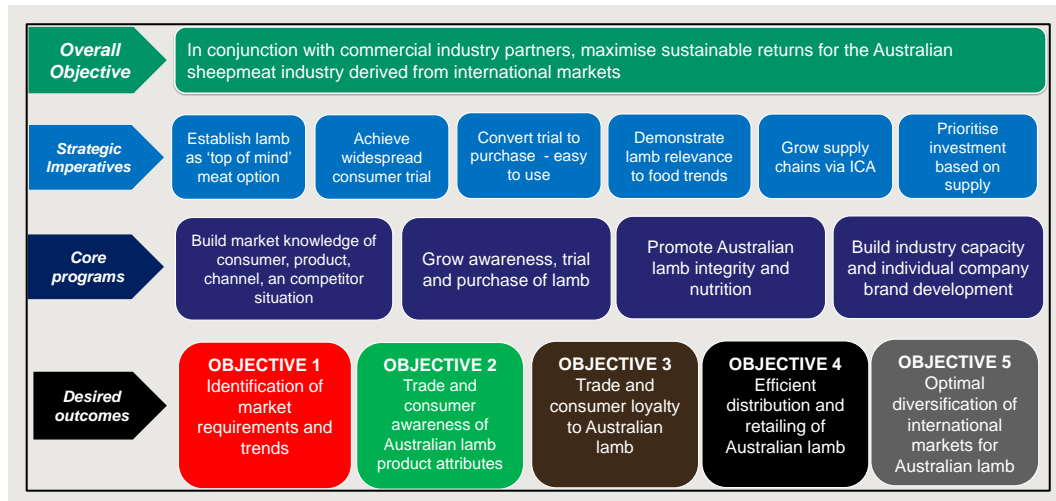 Overall
Objective
In conjunction with commercial industry partners, maximise sustainable returns for the Australian
sheepmeat industry derived from international markets
Strategic
Imperatives
Establish lamb
as ‘top of mind’
meat option
Achieve
widespread
consumer trial
Convert trial to
purchase - easy
to use
Demonstrate
lamb relevance
to food trends
Grow supply
chains via ICA
Prioritise
investment
based on
supply
Core
programs
Build market knowledge of
consumer, product,
channel, an competitor
situation
Grow awareness, trial
and purchase of lamb
Promote Australian
lamb integrity and
nutrition
Build industry capacity
and individual company
brand development
Desired
outcomes
OBJECTIVE 1
Identification of
market
requirements and
trends
OBJECTIVE 2
Trade and
consumer
awareness of
Australian lamb
product attributes
OBJECTIVE 3
Trade and
consumer loyalty
to Australian
lamb
OBJECTIVE 4
Efficient
distribution and
retailing of
Australian lamb
OBJECTIVE 5
Optimal
diversification of
international
markets for
Australian lamb